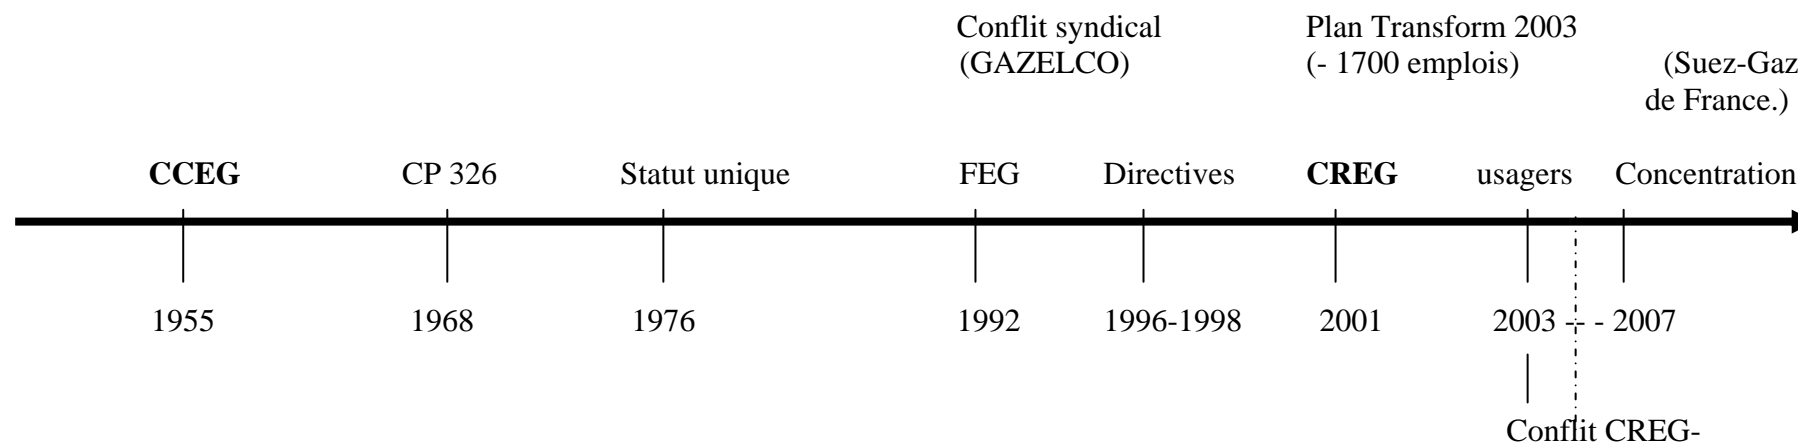 Conflit syndical Plan Transform 2003
(GAZELCO) (- 1700 emplois) (Suez-Gaz
de France.)
CCEG CP 326 Statut unique FEG Directives CREG usagers Concentration
1955 1968 1976 1992 1996-1998 2001 2003 -- - 2007
Conflit CREG-